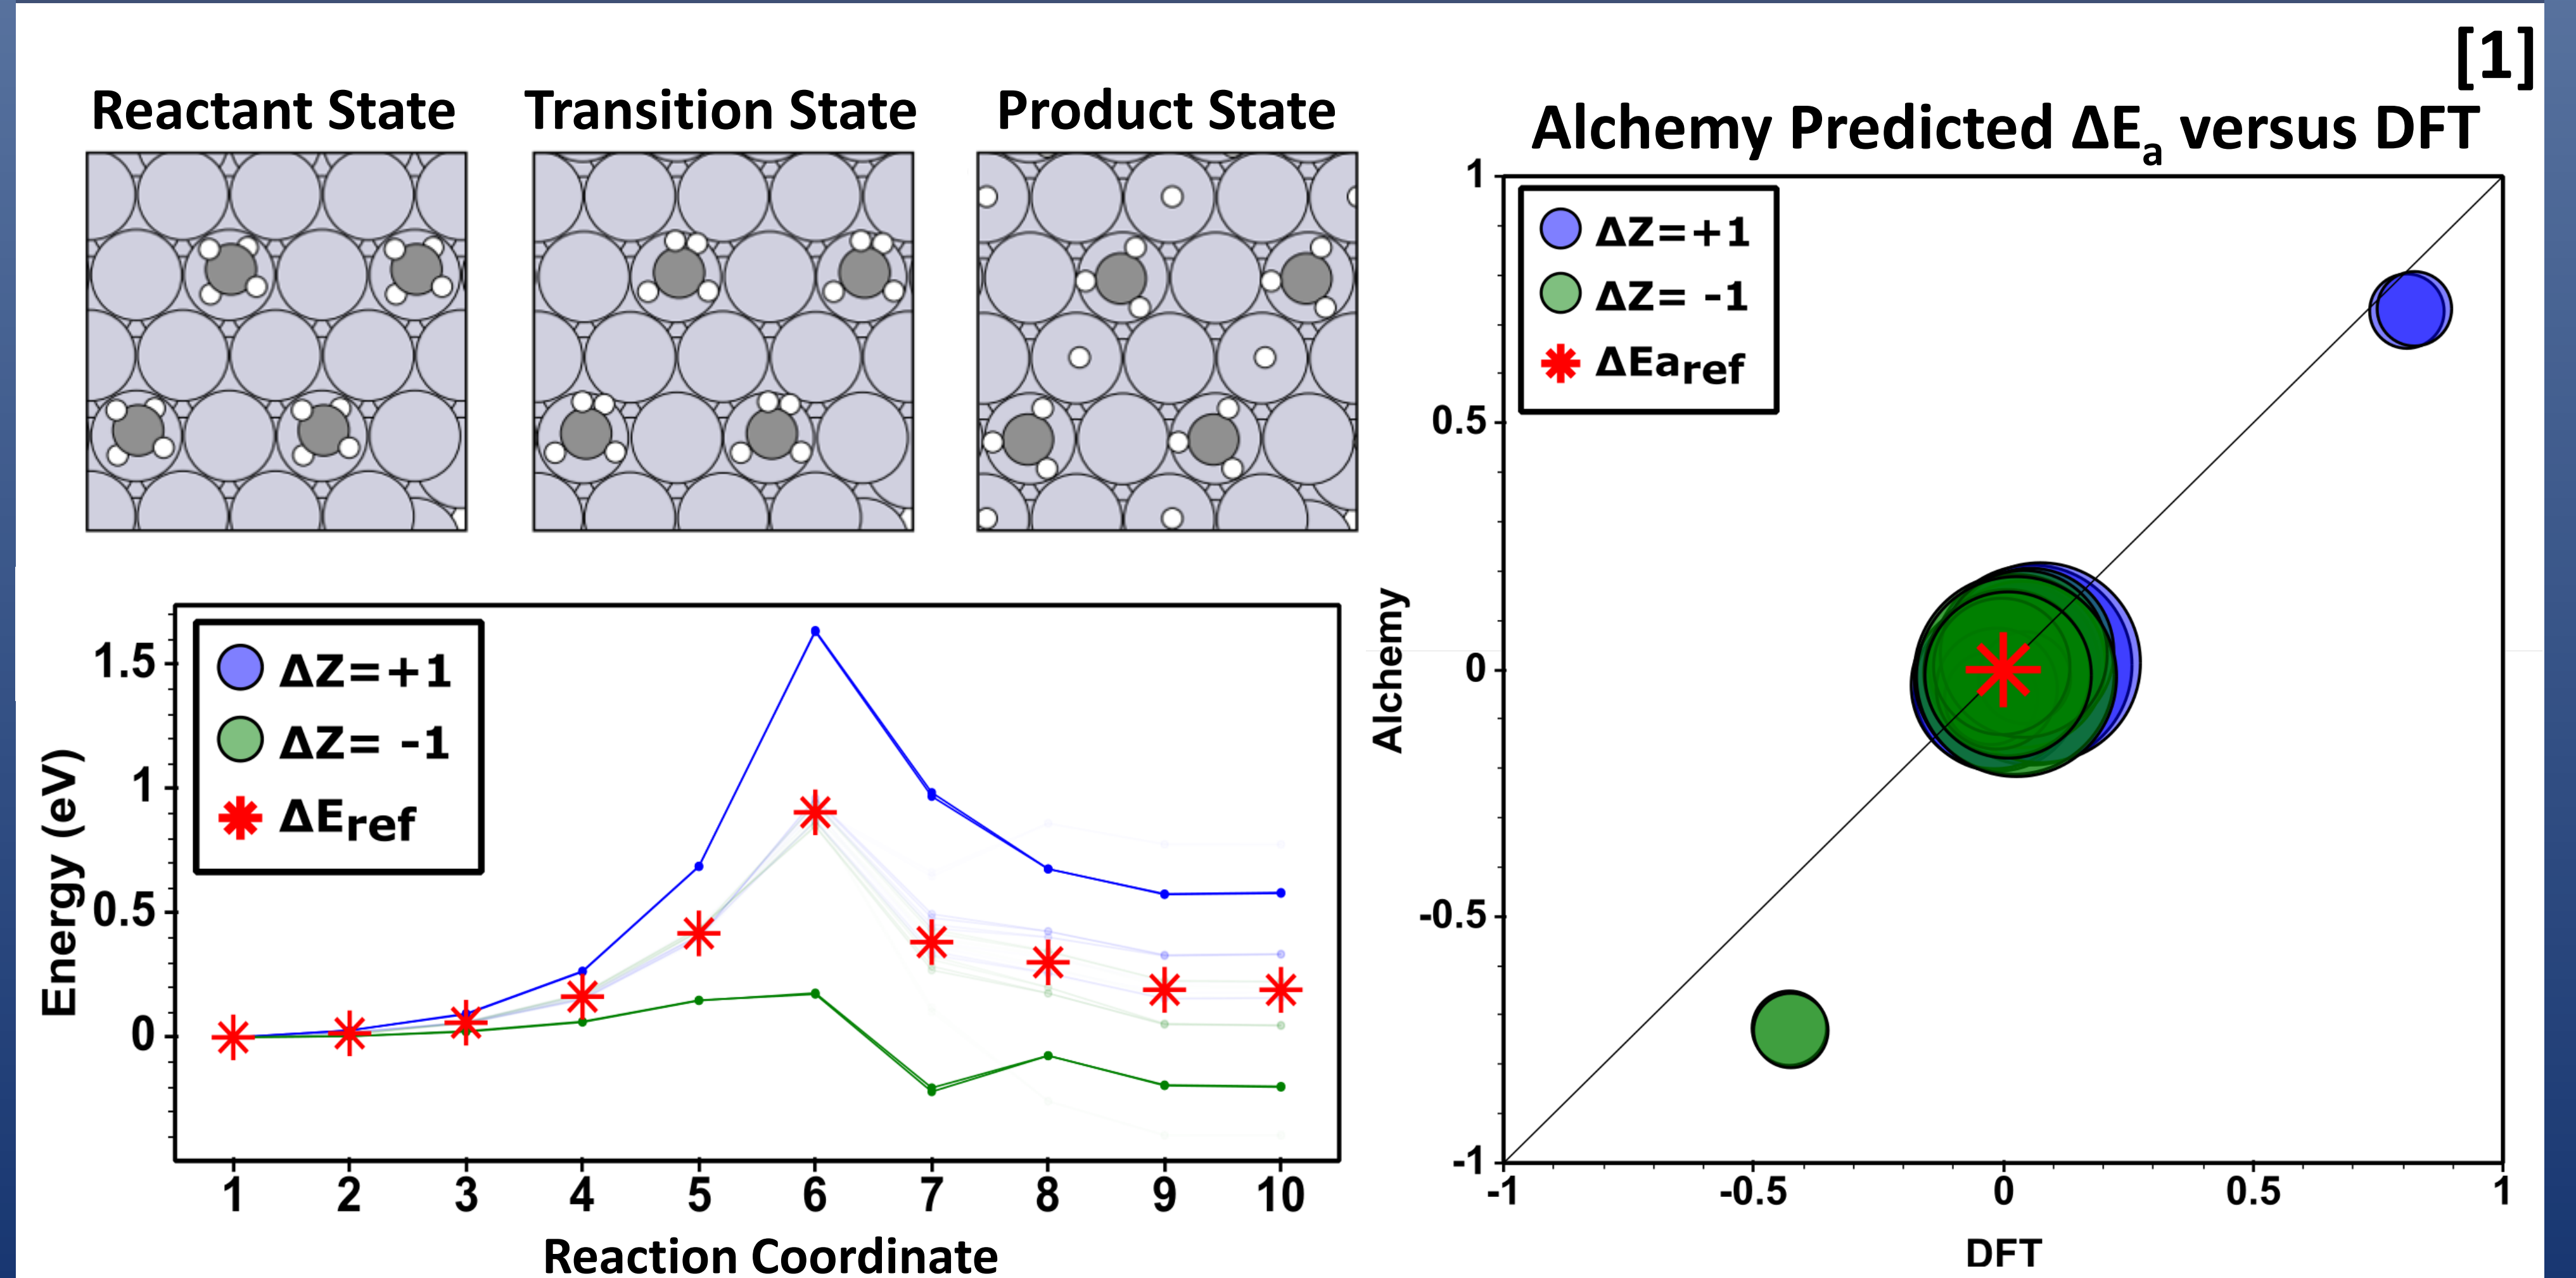 [1]
Reactant State
Transition State
Product State
Alchemy Predicted ΔEa versus DFT
ΔZ=+1
ΔZ= -1
ΔEref
1.5
1
0.5
0
Energy (eV)
1 2 3 4 5 6 7 8 9 10
Reaction Coordinate
ΔZ=+1
ΔZ= -1
ΔEaref
1
0.5
0
-0.5
-1
Alchemy
-1 -0.5 0 0.5 1
DFT